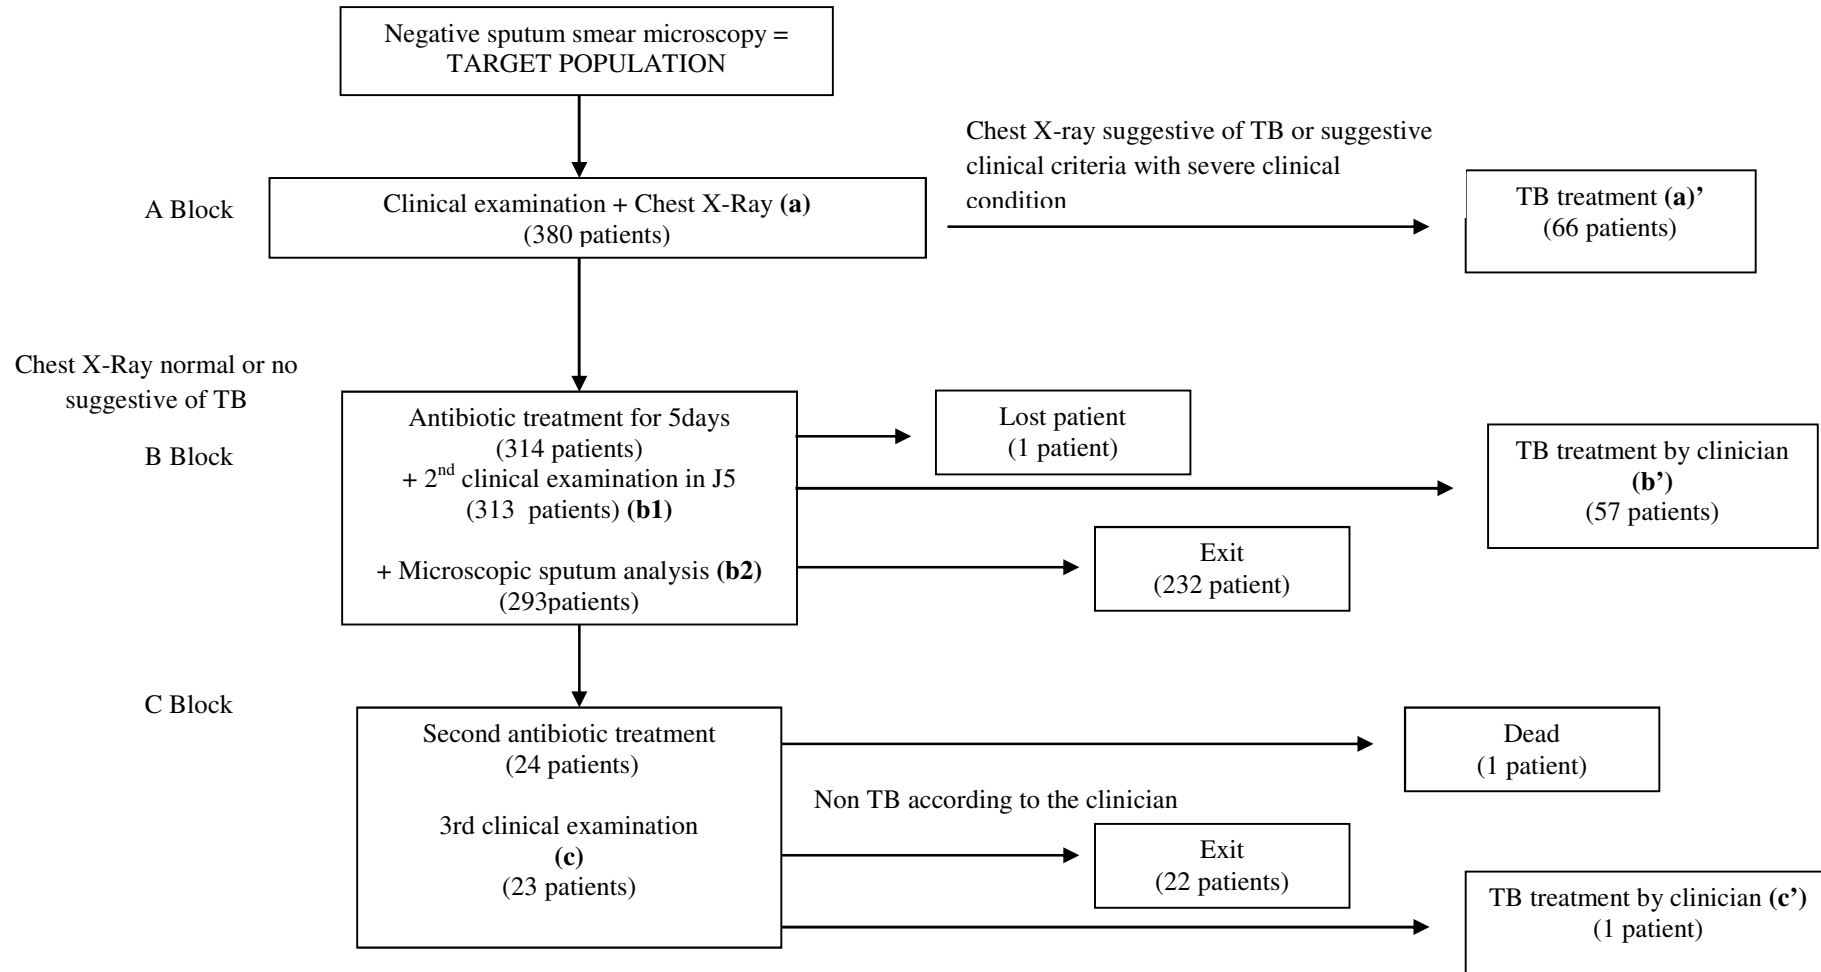 Negative sputum smear microscopy =
TARGET POPULATION
Chest X-ray suggestive of TB or suggestive
clinical criteria with severe clinical
condition
A Block
Clinical examination + Chest X-Ray (a)
(380 patients)
TB treatment (a)’
(66 patients)
Chest X-Ray normal or no
suggestive of TB
B Block
Antibiotic treatment for 5days
(314 patients)
+ 2nd clinical examination in J5
(313 patients) (b1)
+ Microscopic sputum analysis (b2)
(293patients)
Lost patient
(1 patient)
TB treatment by clinician
(b’)
(57 patients)
Exit
(232 patient)
C Block
Second antibiotic treatment
(24 patients)
3rd clinical examination
(c)
(23 patients)
Dead
(1 patient)
Non TB according to the clinician
Exit
(22 patients)
TB treatment by clinician (c’)
(1 patient)